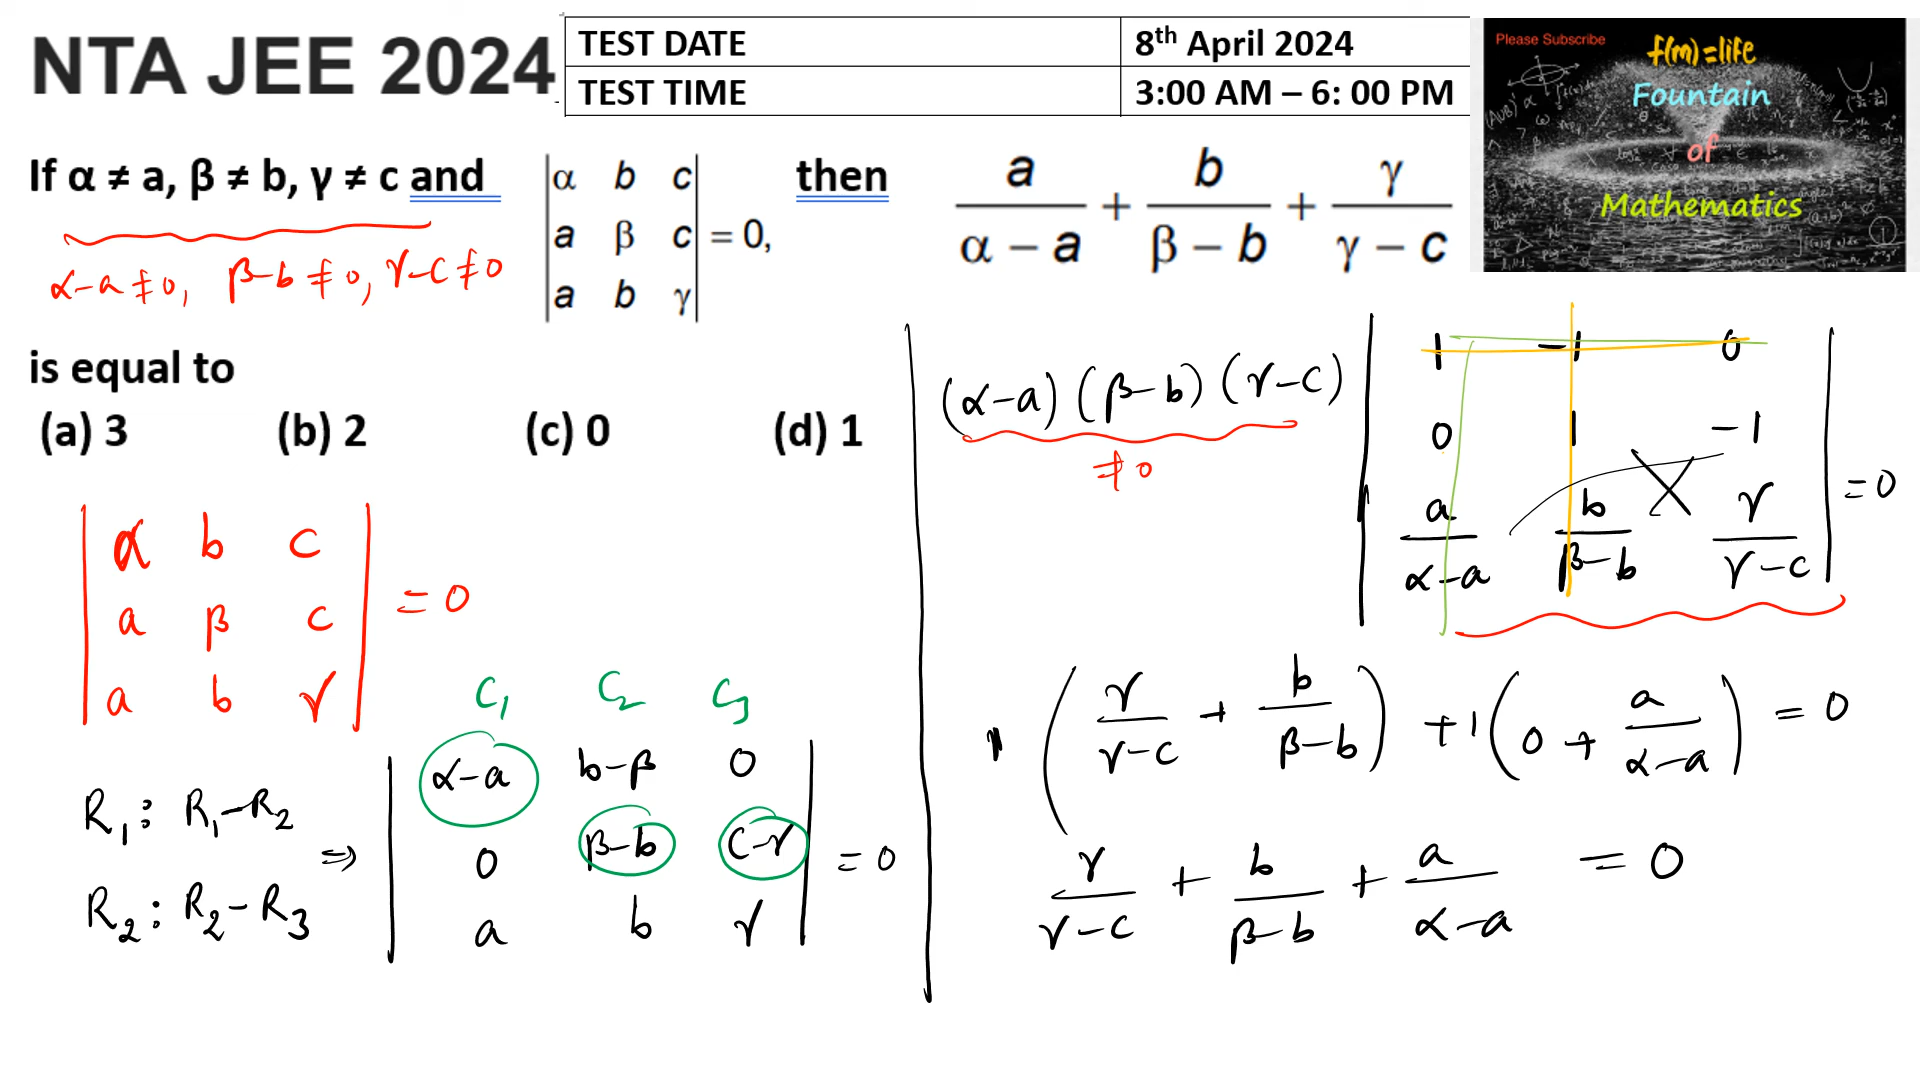 NTA JEE 2024
TEST DATE 8th April 2024
TEST TIME 3:00 AM – 6: 00 PM
Please Subscribe
f(m)=life
Fountain
of
Mathematics
If α ≠ a, β ≠ b, γ ≠ c and | α b c | then a/(α – a) + b/(β – b) + γ/(γ – c)
| a β c | = 0,
| a b γ |
α-a≠0, β-b≠0, γ-c≠0
is equal to
(a) 3 (b) 2 (c) 0 (d) 1
| α b c |
| a β c | = 0
| a b γ |
C1 C2 C3
R1: R1-R2
R2: R2-R3
⇒ | α-a b-β 0 |
| 0 β-b c-γ | = 0
| a b γ |
(α-a) (β-b) (γ-c) | 1 -1 0 |
≠0 | 0 1 -1 | = 0
| a/(α-a) b/(β-b) γ/(γ-c) |
1 ( γ/(γ-c) + b/(β-b) ) +1 ( 0 + a/(α-a) ) = 0
γ/(γ-c) + b/(β-b) + a/(α-a) = 0